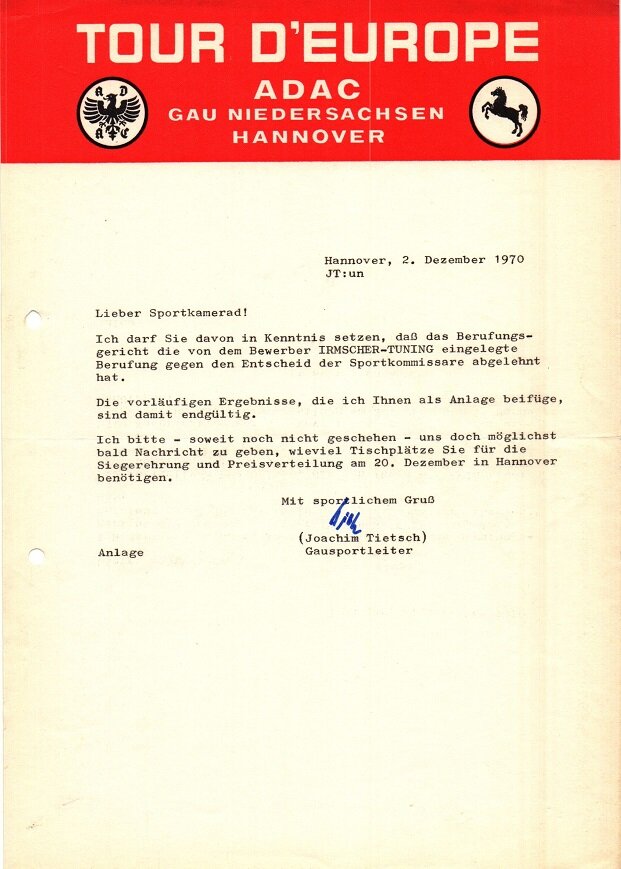 TOUR D'EUROPE
ADAC
GAU NIEDERSACHSEN
HANNOVER
A D
A C
Hannover, 2. Dezember 1970
JT:un
Lieber Sportkamerad!
Ich darf Sie davon in Kenntnis setzen, daß das Berufungs-
gericht die von dem Bewerber IRMSCHER-TUNING eingelegte
Berufung gegen den Entscheid der Sportkommissare abgelehnt
hat.
Die vorläufigen Ergebnisse, die ich Ihnen als Anlage beifüge,
sind damit endgültig.
Ich bitte - soweit noch nicht geschehen - uns doch möglichst
bald Nachricht zu geben, wieviel Tischplätze Sie für die
Siegerehrung und Preisverteilung am 20. Dezember in Hannover
benötigen.
Mit sportlichem Gruß
(Joachim Tietsch)
Anlage Gausportleiter